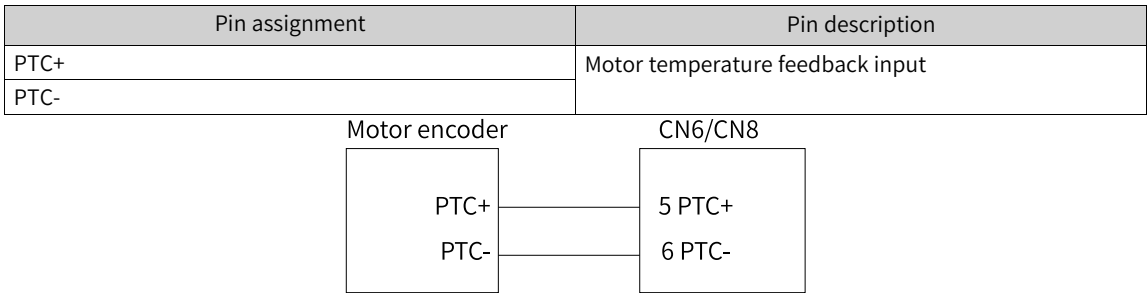 Pin assignment Pin description
PTC+ Motor temperature feedback input
PTC-
Motor encoder CN6/CN8
PTC+ 5 PTC+
PTC- 6 PTC-